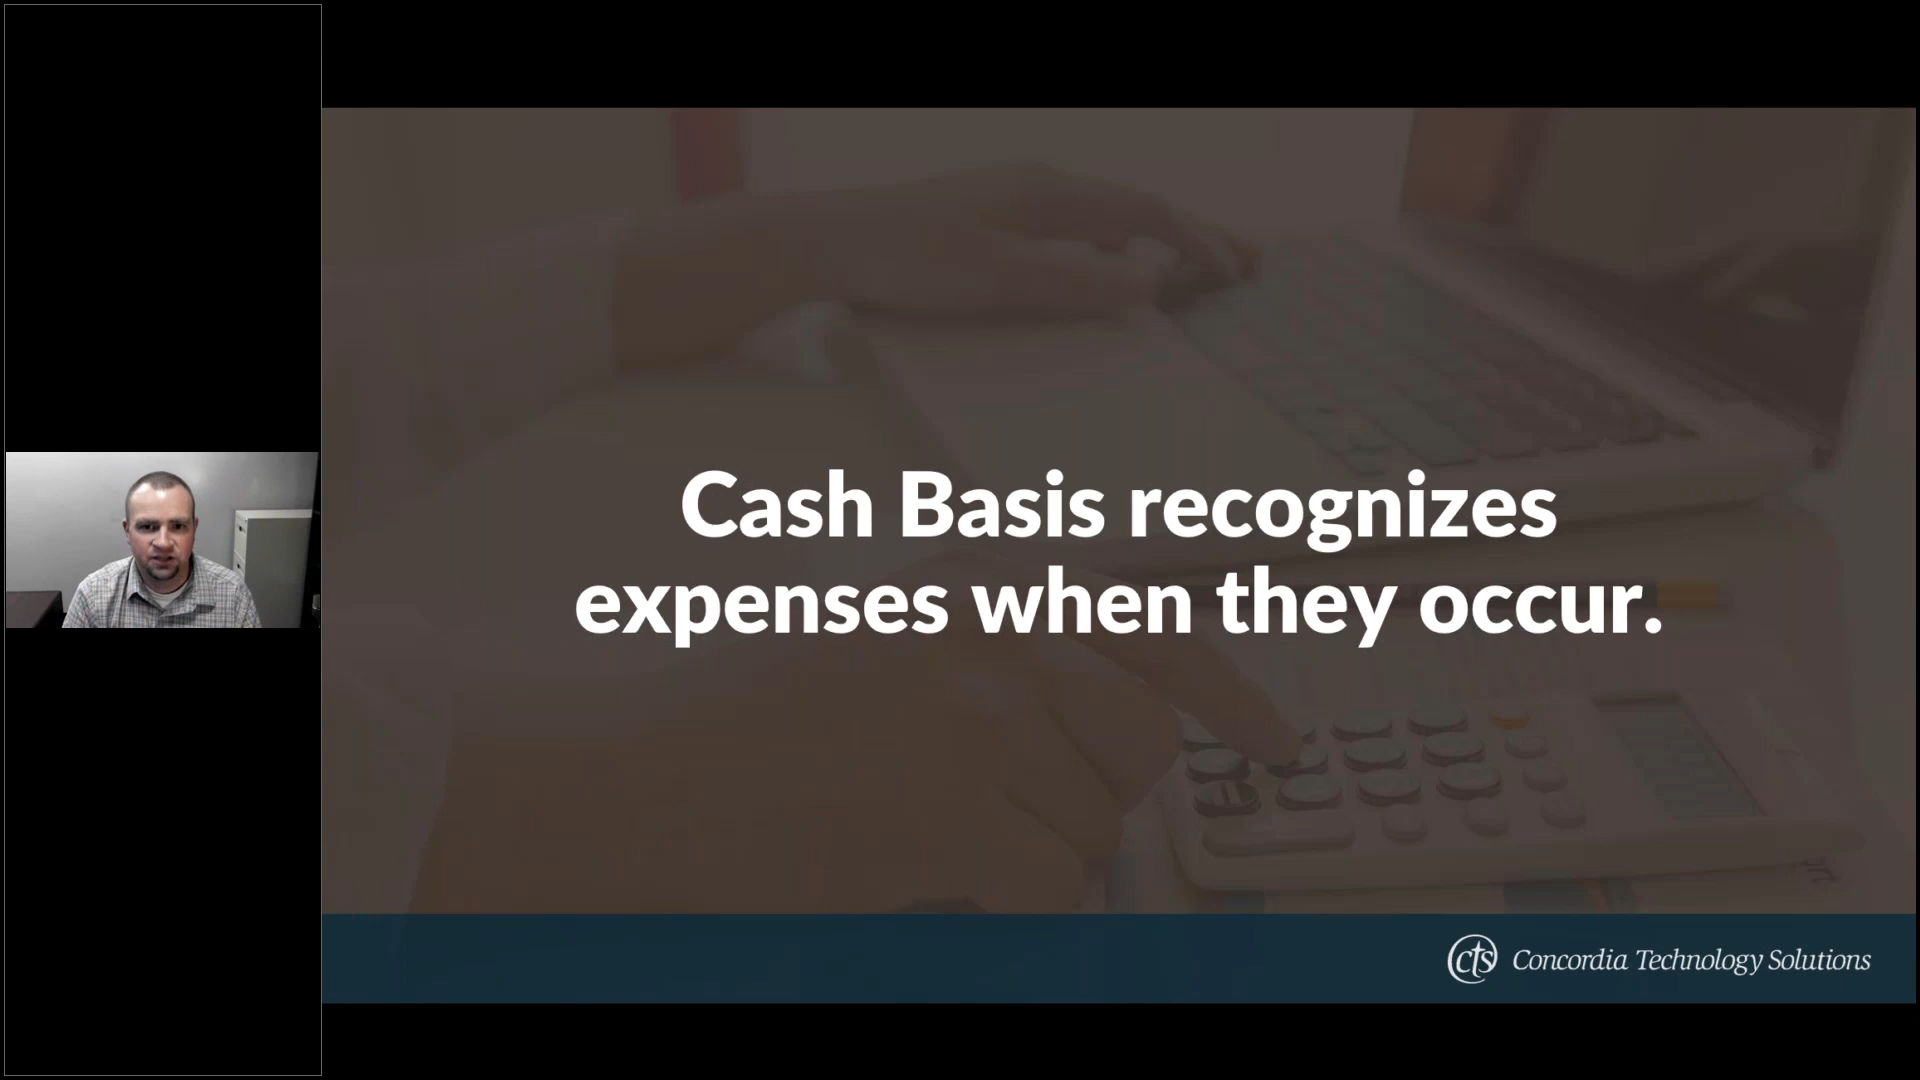 Cash Basis recognizes
expenses when they occur.
cts Concordia Technology Solutions